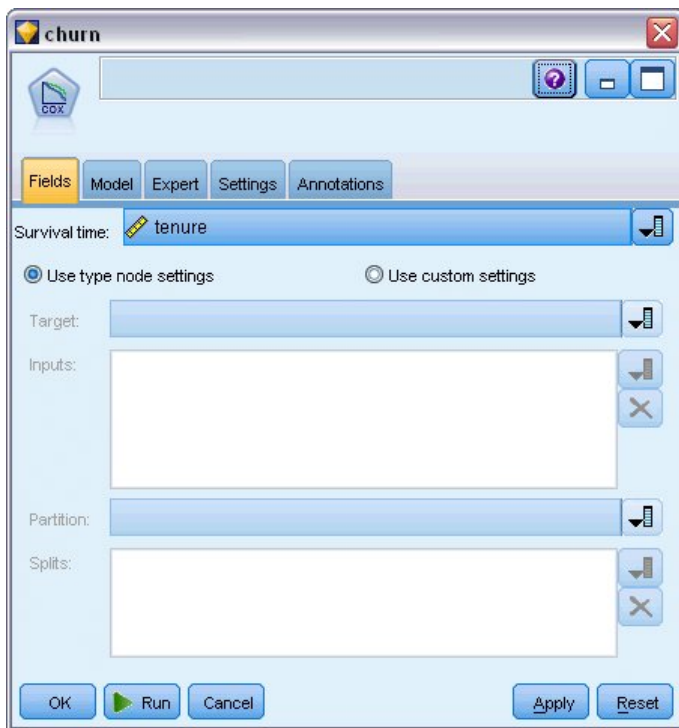 churn
COX
Fields Model Expert Settings Annotations
Survival time: tenure
Use type node settings Use custom settings
Target:
Inputs:
Partition:
Splits:
OK Run Cancel Apply Reset